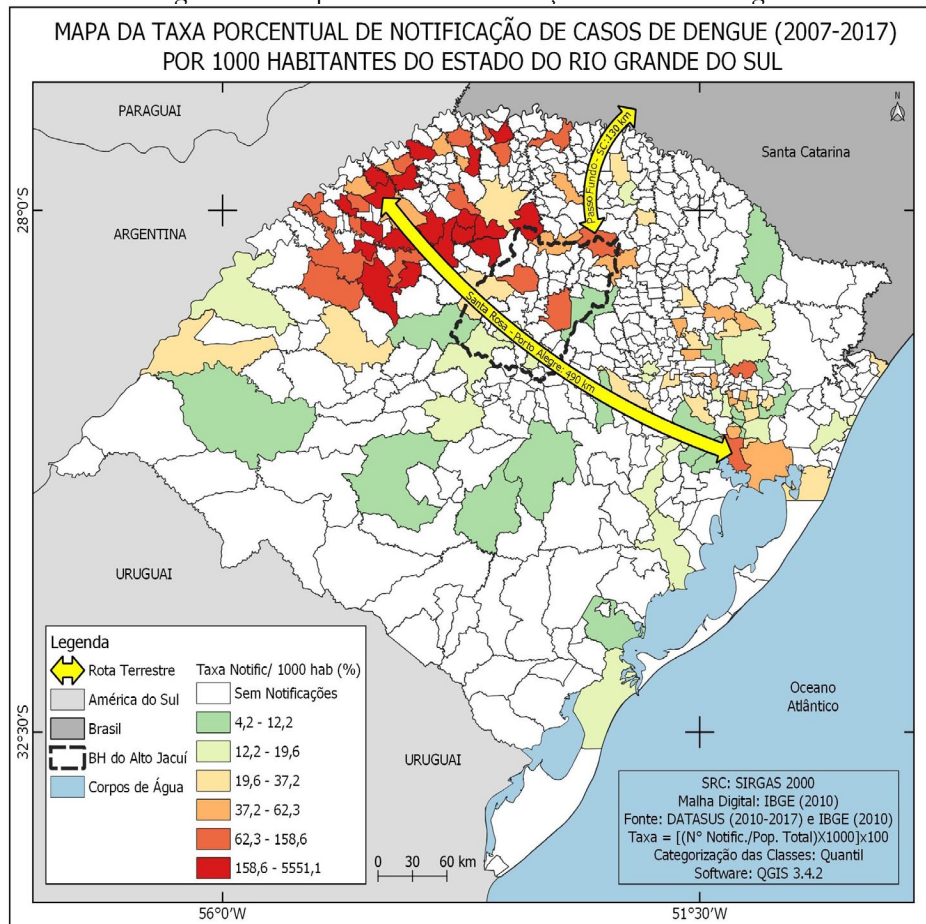 MAPA DA TAXA PORCENTUAL DE NOTIFICAÇÃO DE CASOS DE DENGUE (2007-2017)
POR 1000 HABITANTES DO ESTADO DO RIO GRANDE DO SUL
PARAGUAI
N
Santa Catarina
Passo Fundo - SC:130 km
28°S
ARGENTINA
Santa Rosa - Porto Alegre: 490 km
URUGUAI
Legenda
Rota Terrestre
América do Sul
Brasil
BH do Alto Jacuí
Corpos de Água
Taxa Notific/ 1000 hab (%)
Sem Notificações
4,2 - 12,2
12,2 - 19,6
19,6 - 37,2
37,2 - 62,3
62,3 - 158,6
158,6 - 5551,1
32°30'S
URUGUAI
0 30 60 km
Oceano
Atlântico
SRC: SIRGAS 2000
Malha Digital: IBGE (2010)
Fonte: DATASUS (2010-2017) e IBGE (2010)
Taxa = [(N° Notific./Pop. Total)X1000]x100
Categorização das Classes: Quantil
Software: QGIS 3.4.2
56°0'W
51°30'W